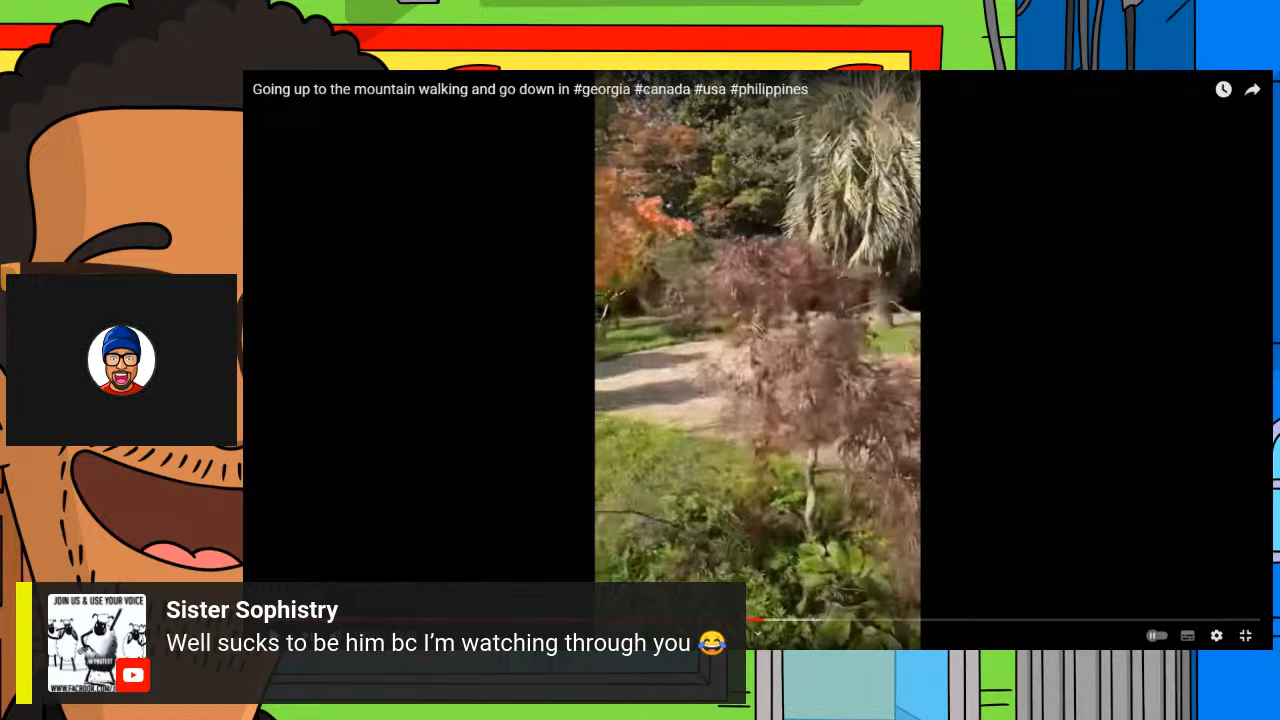 Going up to the mountain walking and go down in #georgia #canada #usa #philippines
JOIN US & USE YOUR VOICE
Sister Sophistry
Well sucks to be him bc I’m watching through you 😂